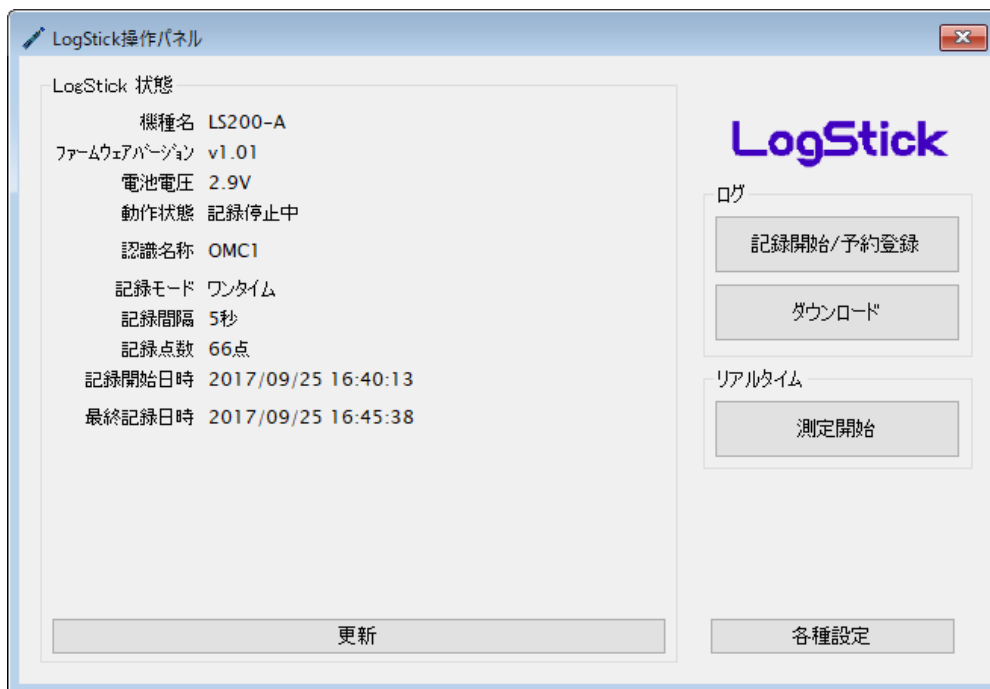 LogStick操作パネル
LogStick 状態
機種名 LS200-A
ファームウェアバージョン v1.01
電池電圧 2.9V
動作状態 記録停止中
認識名称 OMC1
記録モード ワンタイム
記録間隔 5秒
記録点数 66点
記録開始日時 2017/09/25 16:40:13
最終記録日時 2017/09/25 16:45:38
更新
LogStick
ログ
記録開始/予約登録
ダウンロード
リアルタイム
測定開始
各種設定